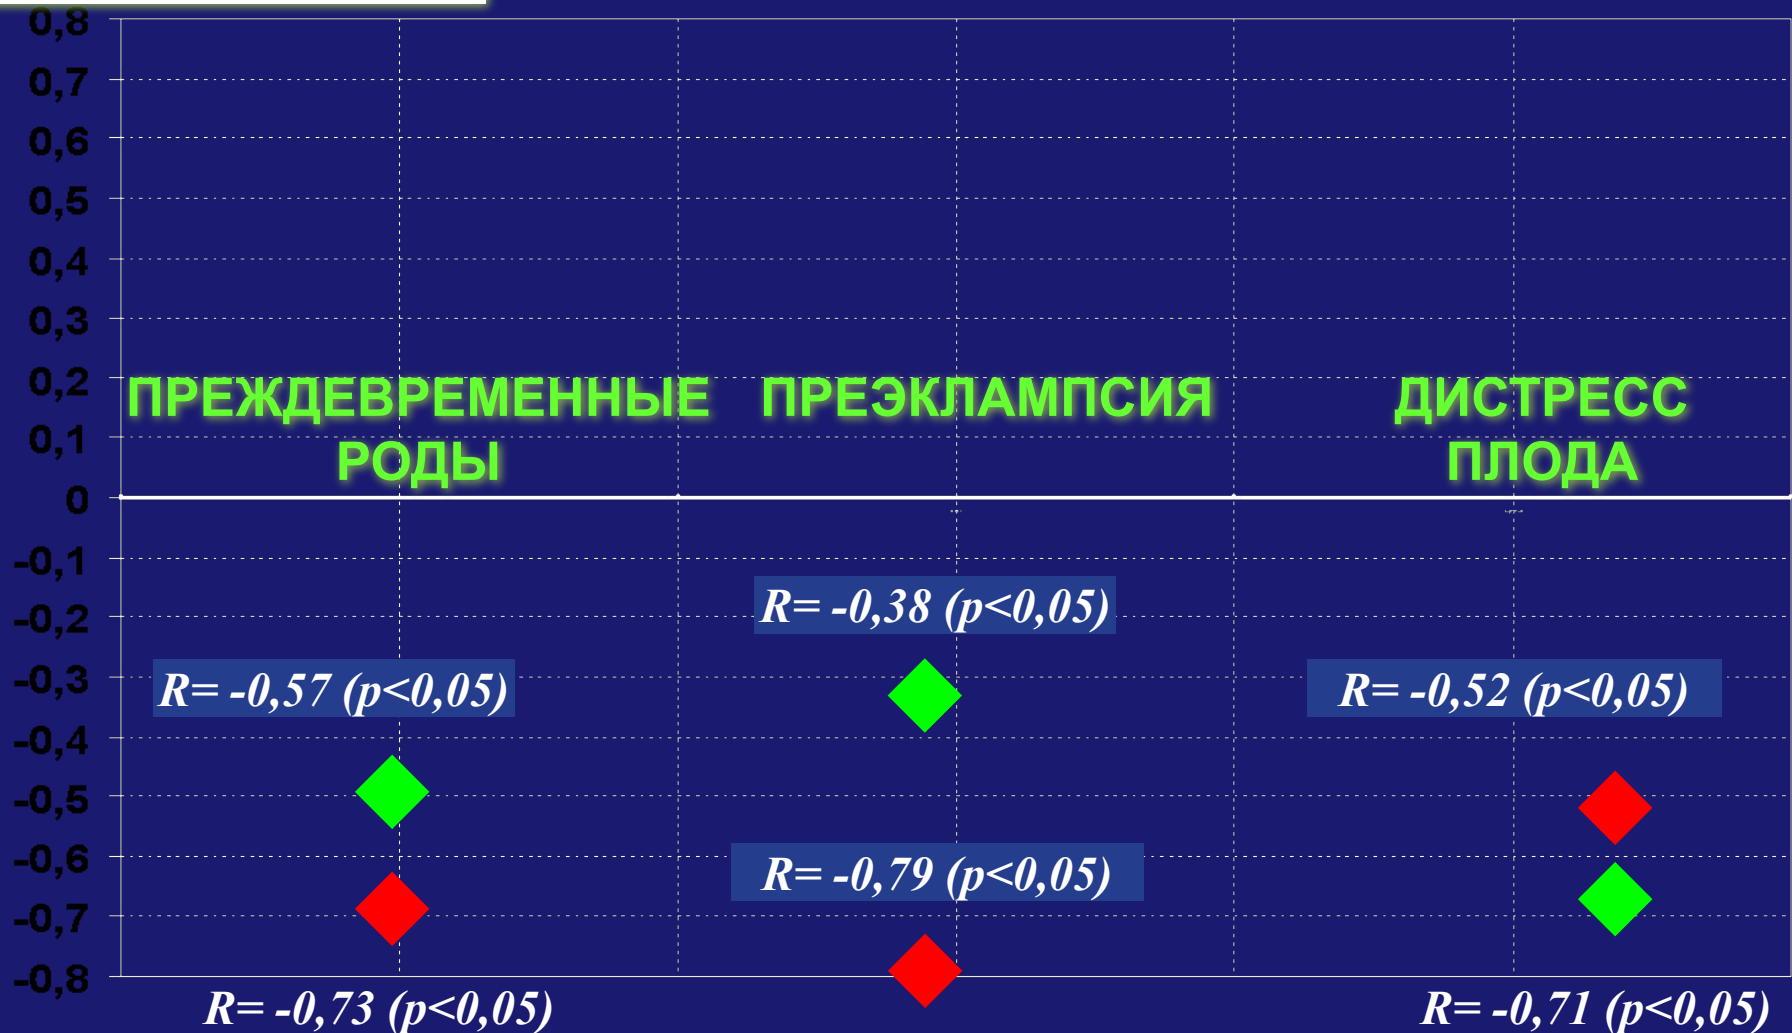 0,8
0,7
0,6
0,5
0,4
0,3
0,2
0,1
0
-0,1
-0,2
-0,3
-0,4
-0,5
-0,6
-0,7
-0,8
ПРЕЖДЕВРЕМЕННЫЕ
РОДЫ
ПРЕЭКЛАМПСИЯ
ДИСТРЕСС
ПЛОДА
R= -0,57 (p<0,05)
R= -0,38 (p<0,05)
R= -0,52 (p<0,05)
R= -0,79 (p<0,05)
R= -0,73 (p<0,05)
R= -0,71 (p<0,05)